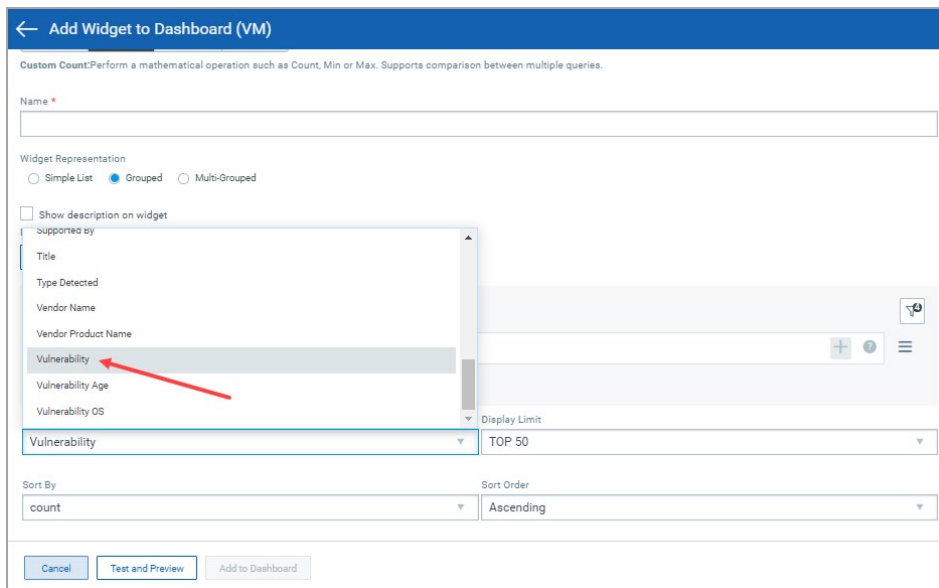 Add Widget to Dashboard (VM)
Custom Count:Perform a mathematical operation such as Count, Min or Max. Supports comparison between multiple queries.
Name *
Widget Representation
Simple List Grouped Multi-Grouped
Show description on widget
Supported By
Title
Type Detected
Vendor Name
Vendor Product Name
Vulnerability
Vulnerability Age
Vulnerability OS
Display Limit
Vulnerability TOP 50
Sort By Sort Order
count Ascending
Cancel Test and Preview Add to Dashboard